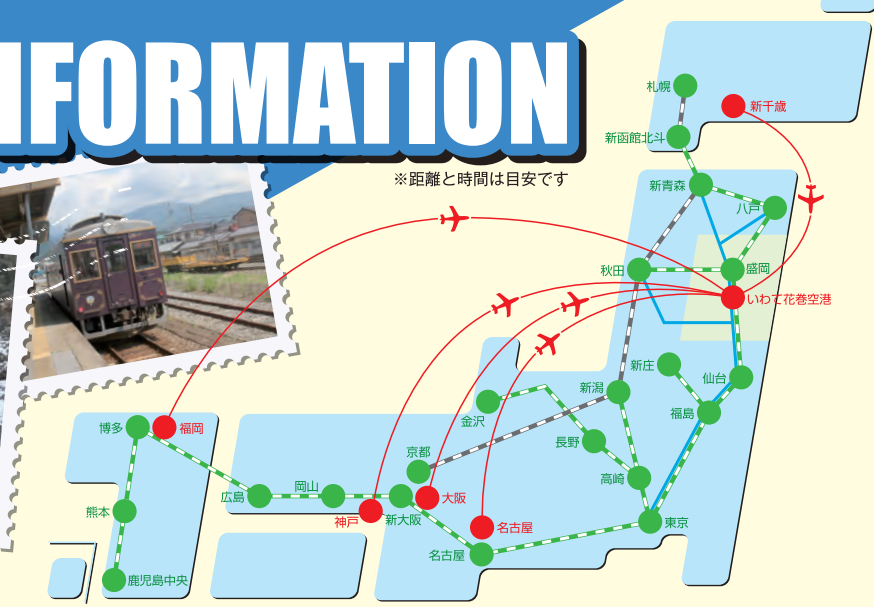 NFORMATION
※距離と時間は目安です
札幌
新千歳
新函館北斗
新青森
八戸
秋田
盛岡
いわて花巻空港
新庄
仙台
新潟
福島
金沢
長野
京都
高崎
博多
福岡
岡山
広島
大阪
神戸
新大阪
名古屋
東京
熊本
名古屋
鹿児島中央